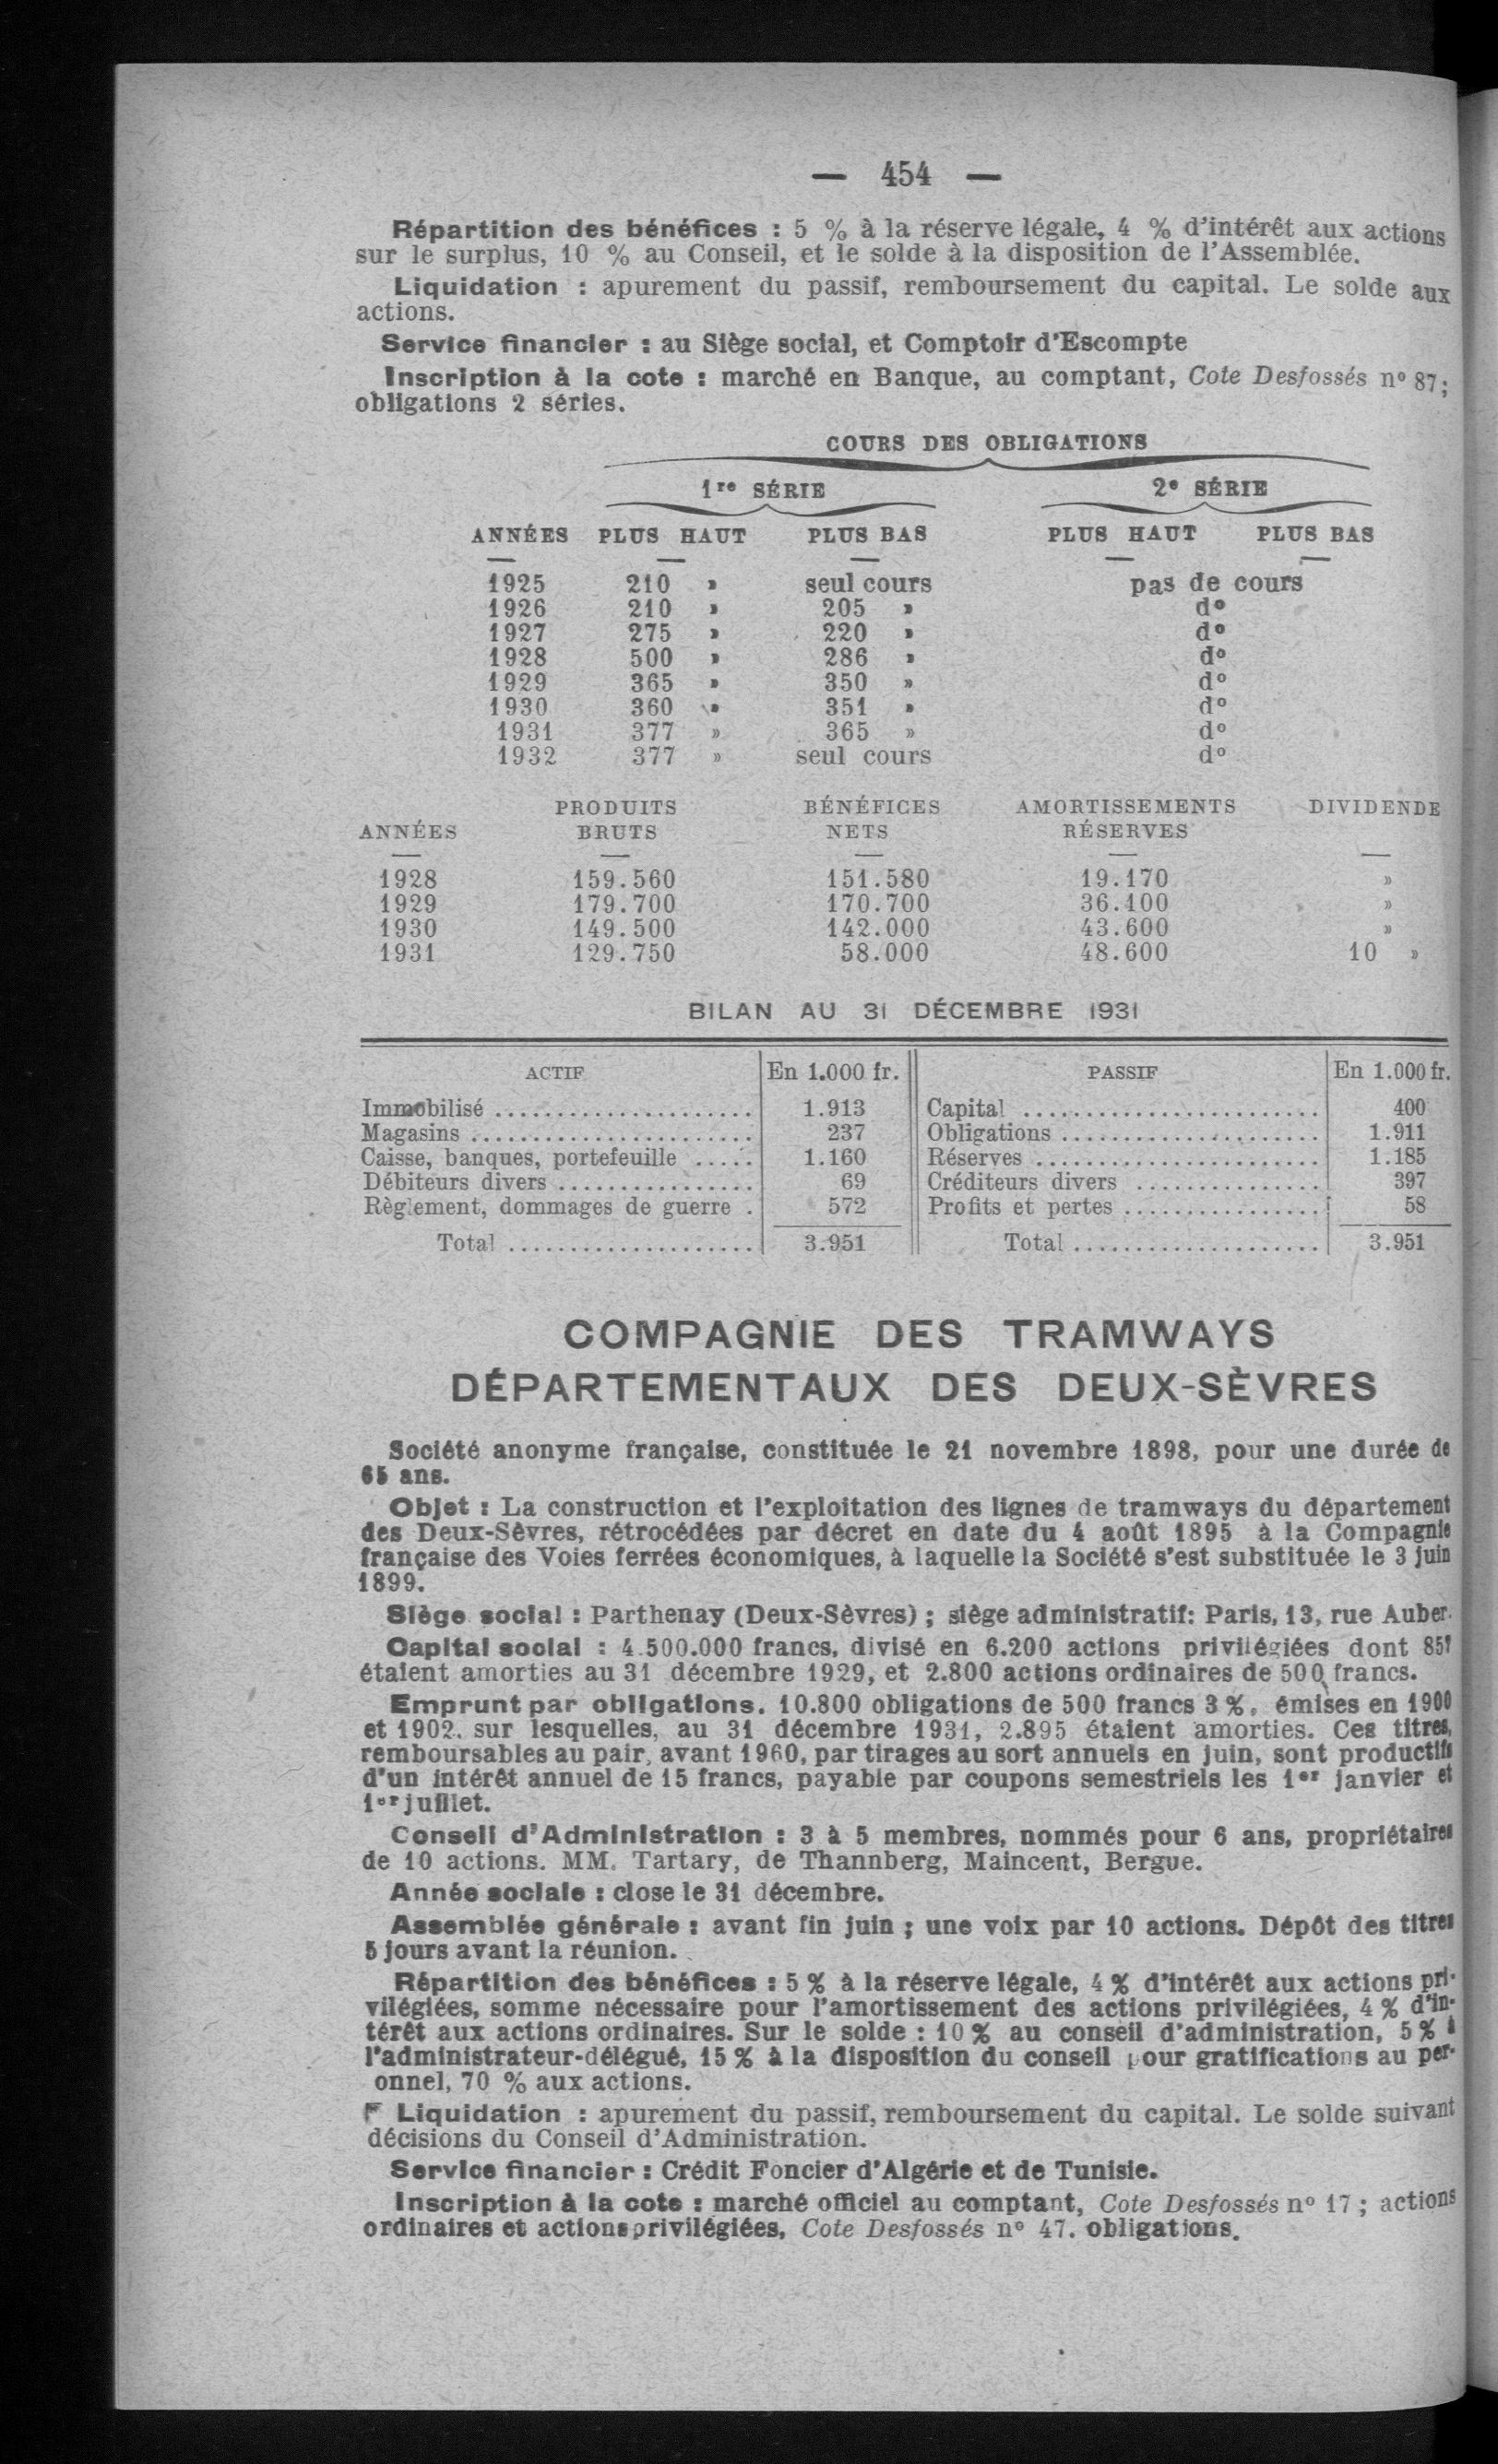 — 454 —
Répartition des bénéfices : 5 % à la réserve légale, 4 % d'intérêt aux actions
sur le surplus, 10 % au Conseil, et le solde à la disposition de l'Assemblée.
Liquidation : apurement du passif, remboursement du capital. Le solde aux
actions.
Service financier : au Siège social, et Comptoir d'Escompte
Inscription à la cote : marché en Banque, au comptant, Cote Desfossés nº 87;
obligations 2 séries.
COURS DES OBLIGATIONS
1re SÉRIE 2e SÉRIE
ANNÉES PLUS HAUT PLUS BAS PLUS HAUT PLUS BAS
1925 210 » seul cours pas de cours
1926 210 » 205 » dº
1927 275 » 220 » dº
1928 500 » 286 » dº
1929 365 » 350 » dº
1930 360 » 351 » dº
1931 377 » 365 » dº
1932 377 » seul cours dº
PRODUITS BÉNÉFICES AMORTISSEMENTS DIVIDENDE
ANNÉES BRUTS NETS RÉSERVES
1928 159.560 151.580 19.170 »
1929 179.700 170.700 36.100 »
1930 149.500 142.000 43.600 »
1931 129.750 58.000 48.600 10 »
BILAN AU 31 DÉCEMBRE 1931
ACTIF En 1.000 fr. PASSIF En 1.000 fr.
Immobilisé ..................... 1.913 Capital ........................ 400
Magasins ....................... 237 Obligations ..................... 1.911
Caisse, banques, portefeuille ..... 1.160 Réserves ....................... 1.185
Débiteurs divers ................ 69 Créditeurs divers ............... 397
Règlement, dommages de guerre . 572 Profits et pertes ................ 58
Total .................... 3.951 Total .................... 3.951
COMPAGNIE DES TRAMWAYS
DÉPARTEMENTAUX DES DEUX-SÈVRES
Société anonyme française, constituée le 21 novembre 1898, pour une durée de
65 ans.
Objet : La construction et l'exploitation des lignes de tramways du département
des Deux-Sèvres, rétrocédées par décret en date du 4 août 1895 à la Compagnie
française des Voies ferrées économiques, à laquelle la Société s'est substituée le 3 juin
1899.
Siège social : Parthenay (Deux-Sèvres) ; siège administratif: Paris, 13, rue Auber.
Capital social : 4.500.000 francs, divisé en 6.200 actions privilégiées dont
étaient amorties au 31 décembre 1929, et 2.800 actions ordinaires de 500 francs.
Emprunt par obligations. 10.800 obligations de 500 francs 3 %, émises en 1900
et 1902. sur lesquelles, au 31 décembre 1931, 2.895 étaient amorties. Ces titres,
remboursables au pair, avant 1960, par tirages au sort annuels en juin, sont productifs
d'un intérêt annuel de 15 francs, payable par coupons semestriels les 1er janvier et
1er juillet.
Conseil d'Administration : 3 à 5 membres, nommés pour 6 ans, propriétaires
de 10 actions. MM. Tartary, de Thannberg, Maincent, Bergue.
Année sociale : close le 31 décembre.
Assemblée générale : avant fin juin ; une voix par 10 actions. Dépôt des titres
5 jours avant la réunion.
Répartition des bénéfices : 5 % à la réserve légale, 4 % d'intérêt aux actions pri-
vilégiées, somme nécessaire pour l'amortissement des actions privilégiées, 4 % d'in-
térêt aux actions ordinaires. Sur le solde : 10 % au conseil d'administration, 5 % à
l'administrateur-délégué, 15 % à la disposition du conseil pour gratifications au per-
onnel, 70 % aux actions.
Liquidation : apurement du passif, remboursement du capital. Le solde suivant
décisions du Conseil d'Administration.
Service financier : Crédit Foncier d'Algérie et de Tunisie.
Inscription à la cote : marché officiel au comptant, Cote Desfossés nº 17 ; actions
ordinaires et actions privilégiées, Cote Desfossés nº 47. obligations.